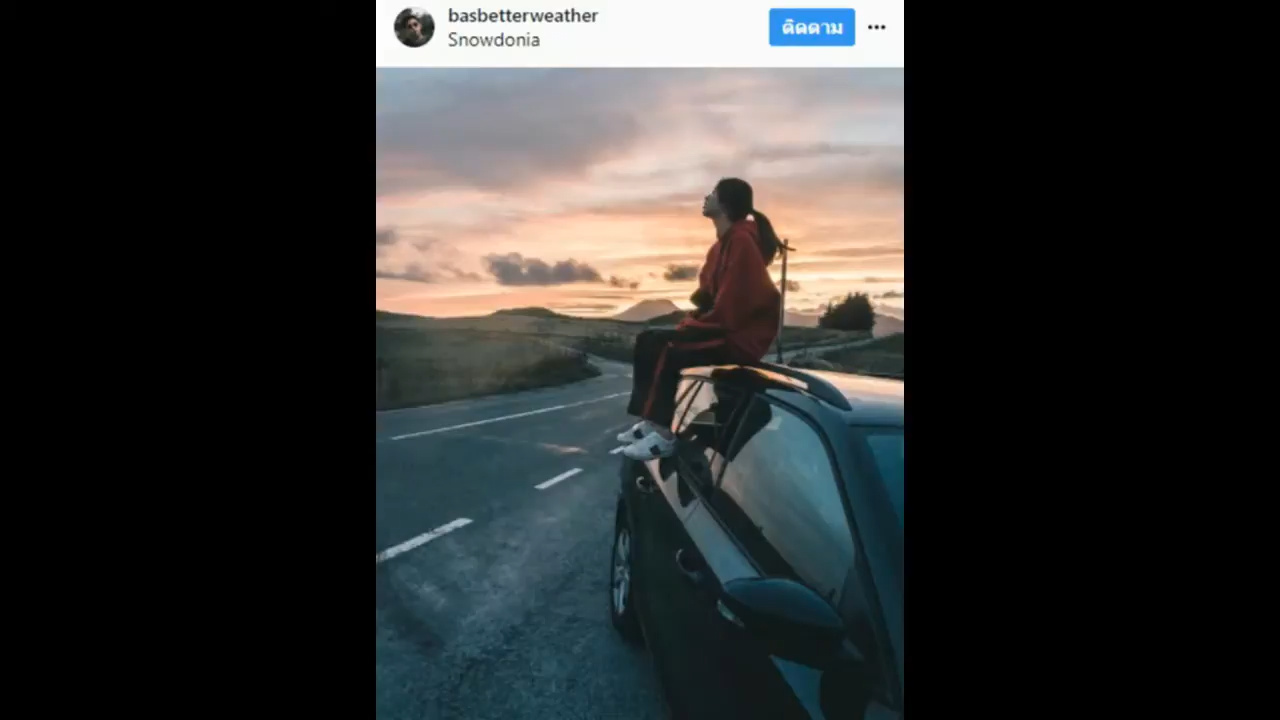 basbetterweather
Snowdonia
ติดตาม